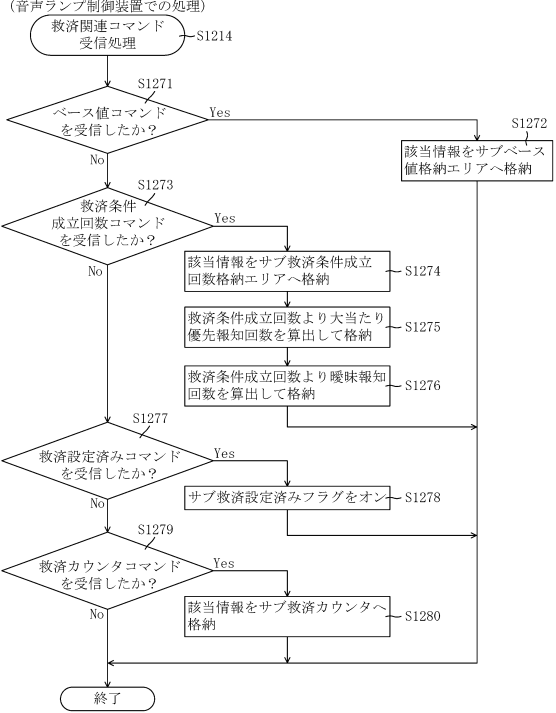 （音声ランプ制御装置での処理）
救済関連コマンド
受信処理
S1214
S1271
ベース値コマンド
を受信したか？
Yes
No
S1272
該当情報をサブベース
値格納エリアへ格納
S1273
救済条件
成立回数コマンド
を受信したか？
Yes
No
該当情報をサブ救済条件成立
回数格納エリアへ格納
S1274
救済条件成立回数より大当たり
優先報知回数を算出して格納
S1275
救済条件成立回数より曖昧報知
回数を算出して格納
S1276
S1277
救済設定済みコマンド
を受信したか？
Yes
No
サブ救済設定済みフラグをオン
S1278
S1279
救済カウンタコマンド
を受信したか？
Yes
No
該当情報をサブ救済カウンタへ
格納
S1280
終了